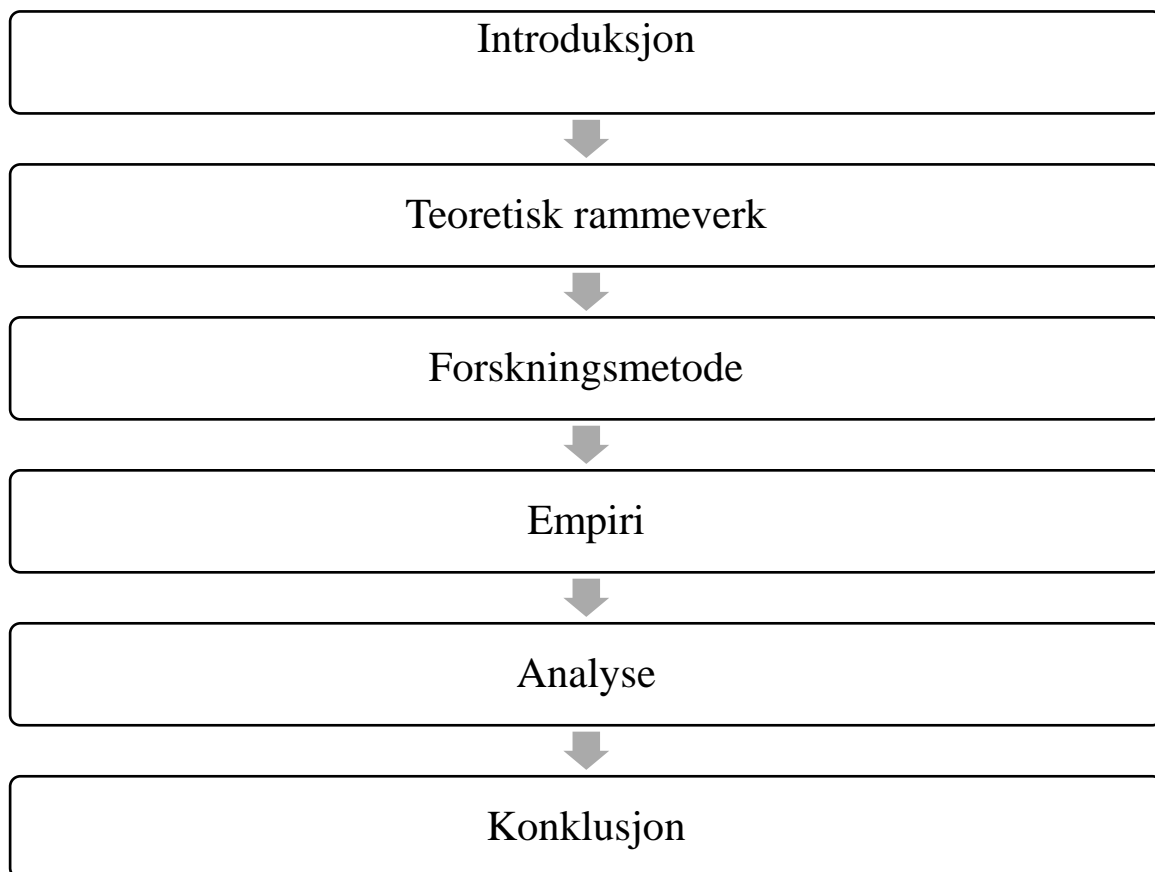 Introduksjon
Teoretisk rammeverk
Forskningsmetode
Empiri
Analyse
Konklusjon